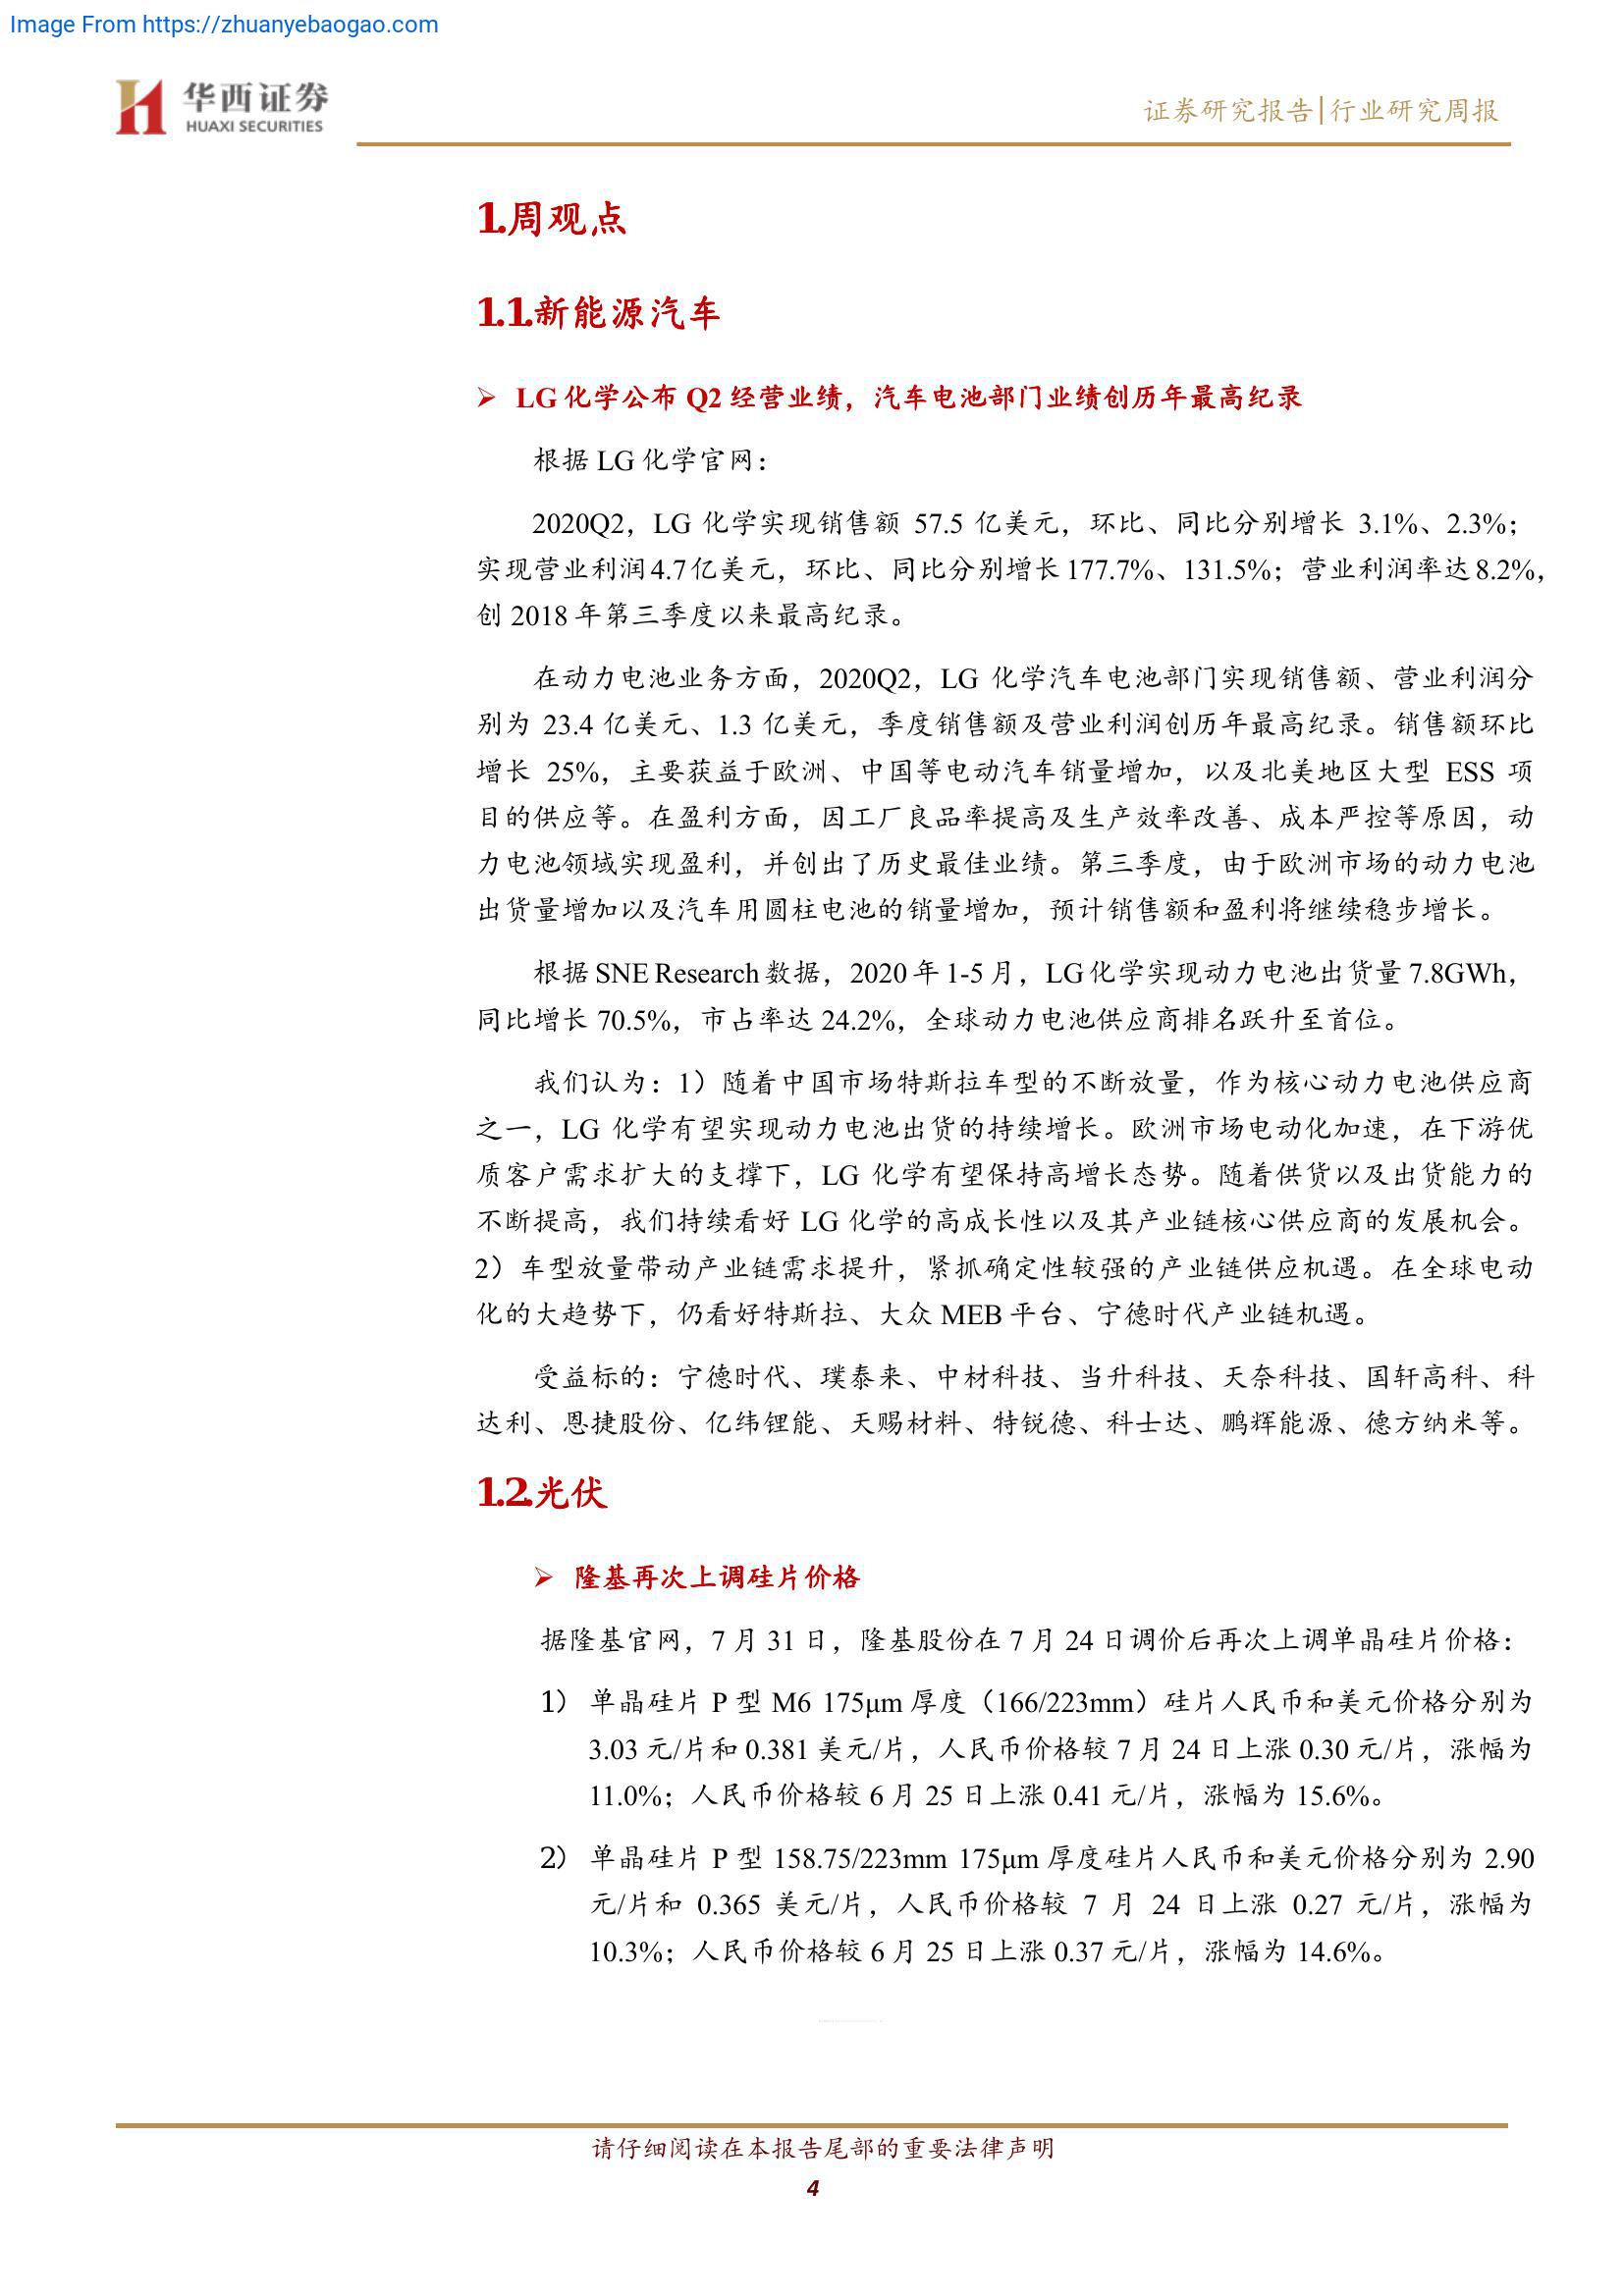 Image From https://zhuanyebaogao.com
华西证券
HUAXI SECURITIES
证券研究报告|行业研究周报
1.周观点
1.1.新能源汽车
➢ LG 化学公布 Q2 经营业绩，汽车电池部门业绩创历年最高纪录
根据 LG 化学官网：
2020Q2，LG 化学实现销售额 57.5 亿美元，环比、同比分别增长 3.1%、2.3%；
实现营业利润 4.7 亿美元，环比、同比分别增长 177.7%、131.5%；营业利润率达 8.2%，
创 2018 年第三季度以来最高纪录。
在动力电池业务方面，2020Q2，LG 化学汽车电池部门实现销售额、营业利润分
别为 23.4 亿美元、1.3 亿美元，季度销售额及营业利润创历年最高纪录。销售额环比
增长 25%，主要获益于欧洲、中国等电动汽车销量增加，以及北美地区大型 ESS 项
目的供应等。在盈利方面，因工厂良品率提高及生产效率改善、成本严控等原因，动
力电池领域实现盈利，并创出了历史最佳业绩。第三季度，由于欧洲市场的动力电池
出货量增加以及汽车用圆柱电池的销量增加，预计销售额和盈利将继续稳步增长。
根据 SNE Research 数据，2020 年 1-5 月，LG 化学实现动力电池出货量 7.8GWh，
同比增长 70.5%，市占率达 24.2%，全球动力电池供应商排名跃升至首位。
我们认为：1）随着中国市场特斯拉车型的不断放量，作为核心动力电池供应商
之一，LG 化学有望实现动力电池出货的持续增长。欧洲市场电动化加速，在下游优
质客户需求扩大的支撑下，LG 化学有望保持高增长态势。随着供货以及出货能力的
不断提高，我们持续看好 LG 化学的高成长性以及其产业链核心供应商的发展机会。
2）车型放量带动产业链需求提升，紧抓确定性较强的产业链供应机遇。在全球电动
化的大趋势下，仍看好特斯拉、大众 MEB 平台、宁德时代产业链机遇。
受益标的：宁德时代、璞泰来、中材科技、当升科技、天奈科技、国轩高科、科
达利、恩捷股份、亿纬锂能、天赐材料、特锐德、科士达、鹏辉能源、德方纳米等。
1.2.光伏
➢ 隆基再次上调硅片价格
据隆基官网，7 月 31 日，隆基股份在 7 月 24 日调价后再次上调单晶硅片价格：
1） 单晶硅片 P 型 M6 175μm 厚度（166/223mm）硅片人民币和美元价格分别为
3.03 元/片和 0.381 美元/片，人民币价格较 7 月 24 日上涨 0.30 元/片，涨幅为
11.0%；人民币价格较 6 月 25 日上涨 0.41 元/片，涨幅为 15.6%。
2） 单晶硅片 P 型 158.75/223mm 175μm 厚度硅片人民币和美元价格分别为 2.90
元/片和 0.365 美元/片，人民币价格较 7 月 24 日上涨 0.27 元/片，涨幅为
10.3%；人民币价格较 6 月 25 日上涨 0.37 元/片，涨幅为 14.6%。
请仔细阅读在本报告尾部的重要法律声明
4